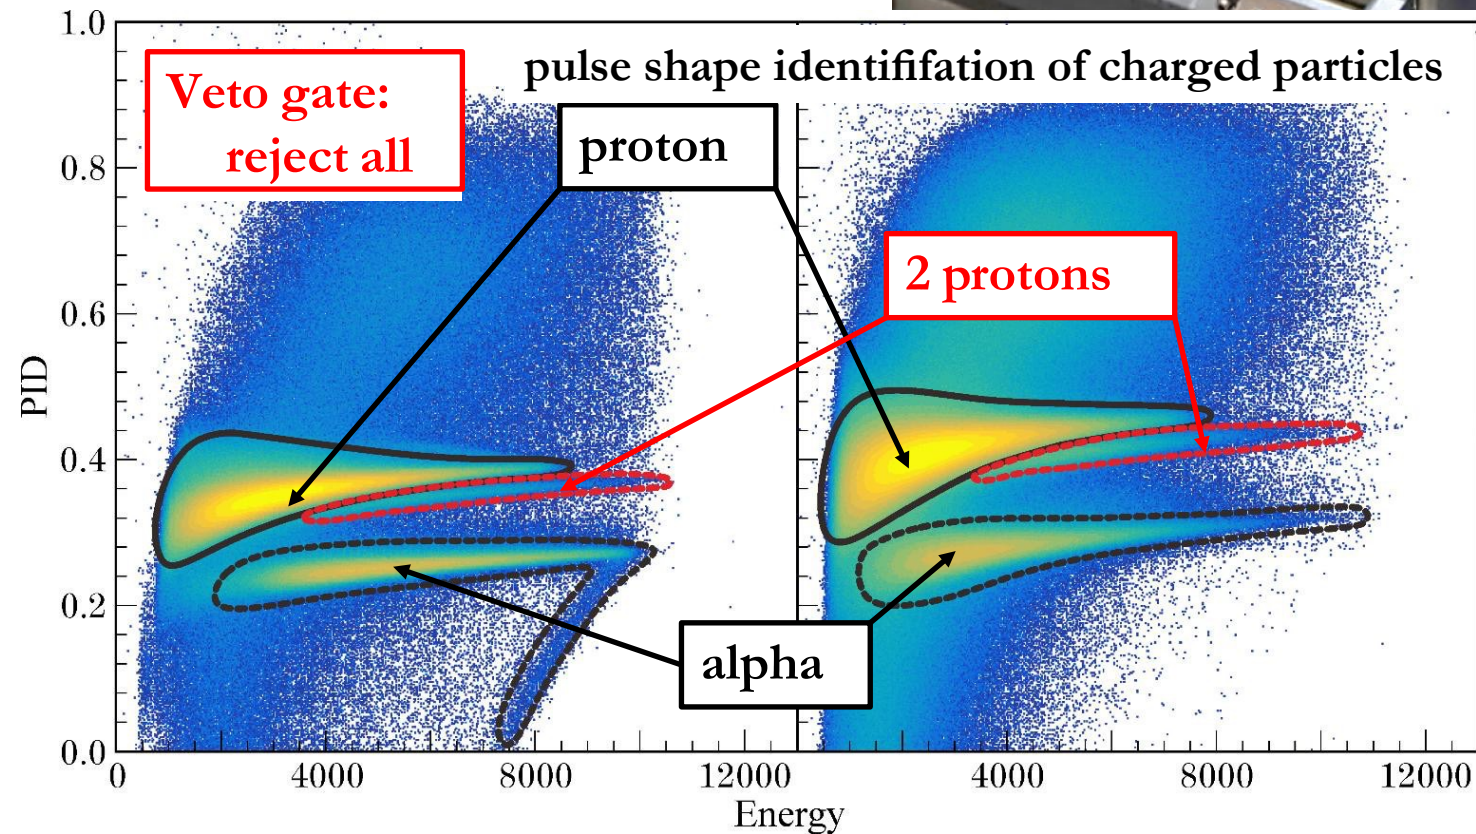 pulse shape identififation of charged particles
Veto gate:
reject all
proton
2 protons
alpha
PID
1.0
0.8
0.6
0.4
0.2
0.0
0 4000 8000 12000 4000 8000 12000
Energy